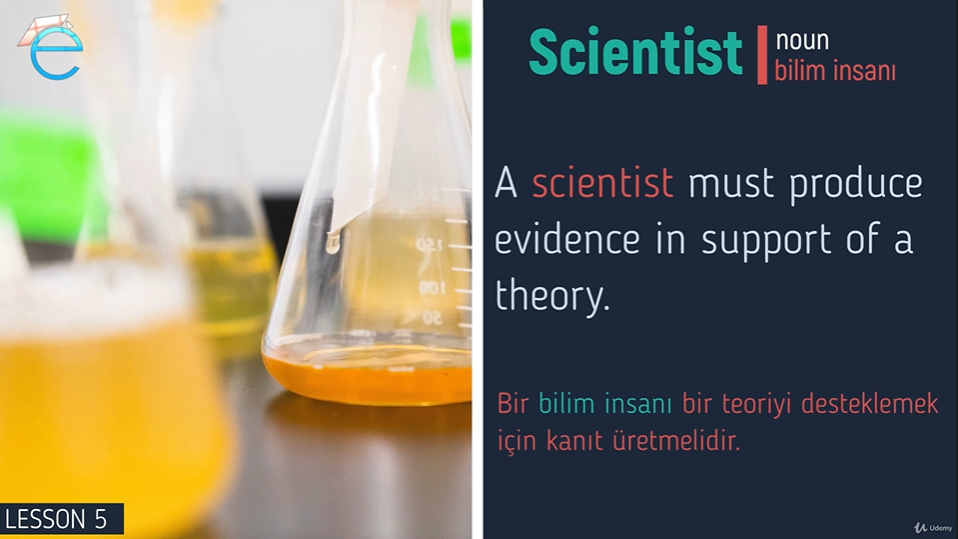 e
Scientist
noun
bilim insanı
A scientist must produce
evidence in support of a
theory.
Bir bilim insanı bir teoriyi desteklemek
için kanıt üretmelidir.
150
100
50
LESSON 5
Udemy